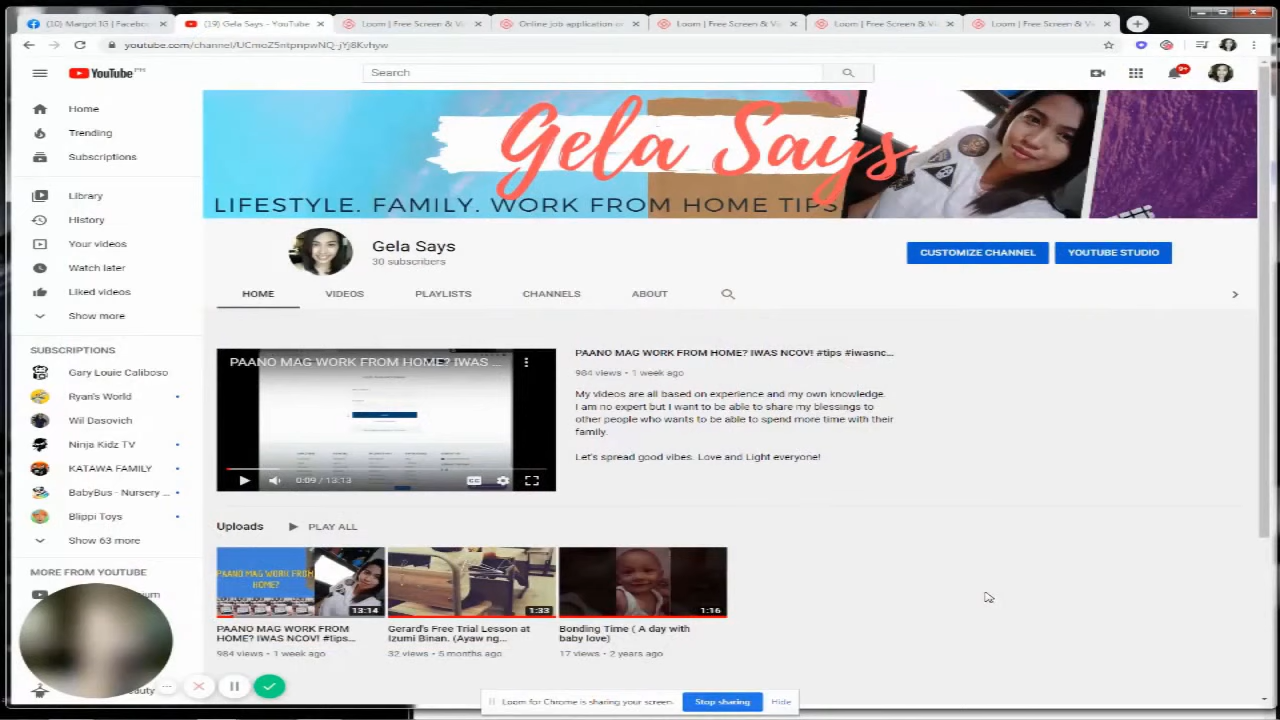 (10) Margot IG | Faceboo
(19) Gela Says - YouTube
Loom | Free Screen & Vi
Online job application or
Loom | Free Screen & Vi
Loom | Free Screen & Vi
Loom | Free Screen & Vi
youtube.com/channel/UCmoZ5ntpnpwNQ-jYj8Kvhyw
YouTube PH
Search
9+
Home
Trending
Subscriptions
Library
History
Your videos
Watch later
Liked videos
Show more
SUBSCRIPTIONS
Gary Louie Caliboso
Ryan's World
Wil Dasovich
Ninja Kidz TV
KATAWA FAMILY
BabyBus - Nursery ...
Blippi Toys
Show 63 more
MORE FROM YOUTUBE
Gela Says
LIFESTYLE. FAMILY. WORK FROM HOME TIPS
Gela Says
30 subscribers
CUSTOMIZE CHANNEL
YOUTUBE STUDIO
HOME
VIDEOS
PLAYLISTS
CHANNELS
ABOUT
PAANO MAG WORK FROM HOME? IWAS ...
0:09 / 13:13
CC
PAANO MAG WORK FROM HOME? IWAS NCOV! #tips #iwasnc...
984 views • 1 week ago
My videos are all based on experience and my own knowledge.
I am no expert but I want to be able to share my blessings to
other people who wants to be able to spend more time with their
family.
Let's spread good vibes. Love and Light everyone!
Uploads
PLAY ALL
PAANO MAG WORK FROM
HOME?
13:14
1:33
1:16
PAANO MAG WORK FROM
HOME? IWAS NCOV! #tips...
984 views • 1 week ago
Gerard's Free Trial Lesson at
Izumi Binan. (Ayaw ng...
32 views • 5 months ago
Bonding Time ( A day with
baby love)
17 views • 2 years ago
Loom for Chrome is sharing your screen.
Stop sharing
Hide